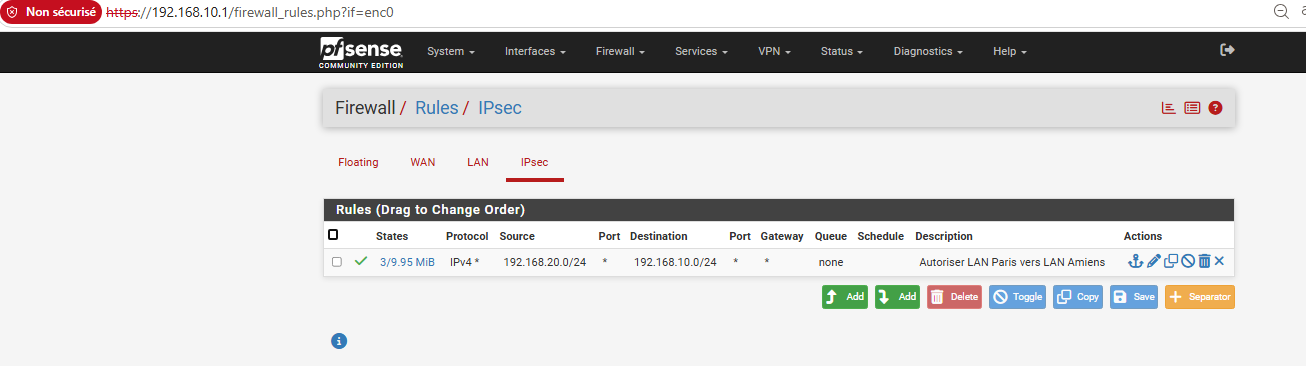 Non sécurisé https://192.168.10.1/firewall_rules.php?if=enc0
pfsense COMMUNITY EDITION System Interfaces Firewall Services VPN Status Diagnostics Help
Firewall / Rules / IPsec
Floating WAN LAN IPsec
Rules (Drag to Change Order)
States Protocol Source Port Destination Port Gateway Queue Schedule Description Actions
3/9.95 MiB IPv4 * 192.168.20.0/24 * 192.168.10.0/24 * * none Autoriser LAN Paris vers LAN Amiens
Add Add Delete Toggle Copy Save Separator